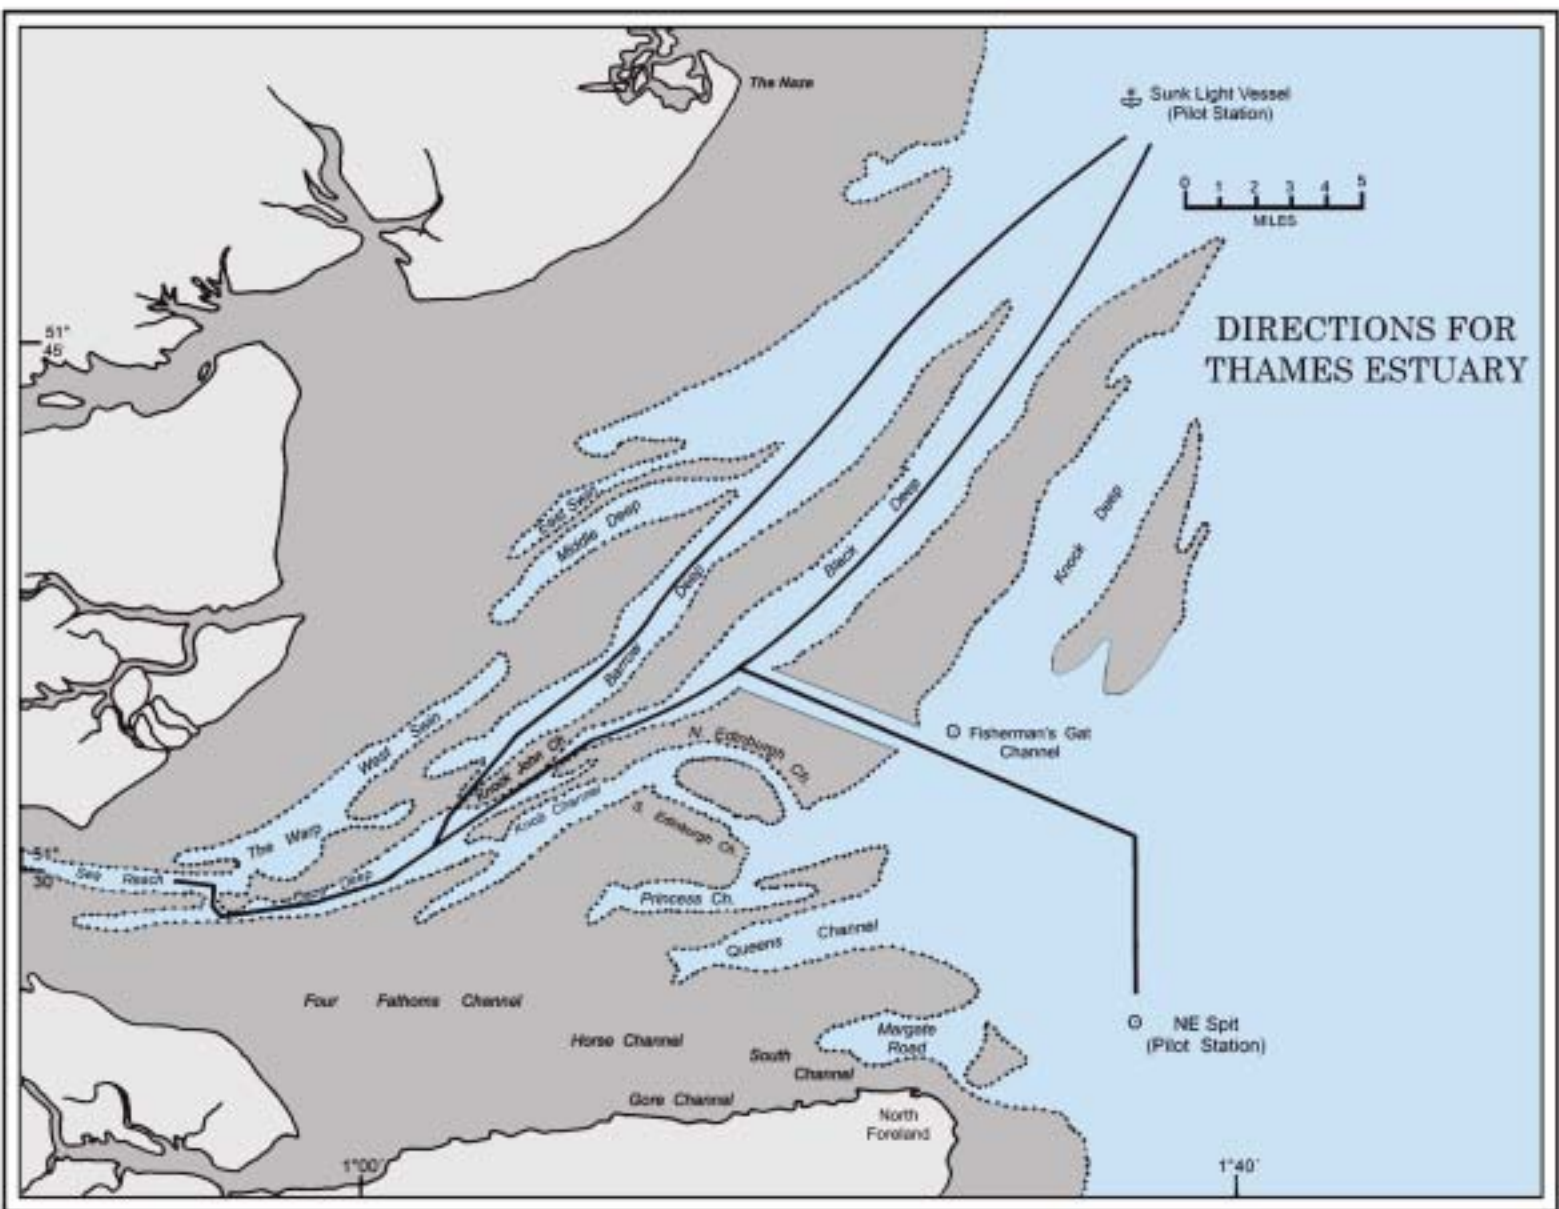 The Naze
Sunk Light Vessel
(Pilot Station)
0 1 2 3 4 5
MILES
DIRECTIONS FOR
THAMES ESTUARY
51°
45'
East Swin
Middle Deep
Black Deep
Knock Deep
Barrow Deep
West Swin
Knock John Ch.
N. Edinburgh Ch.
Fisherman's Gat
Channel
Knob Channel
S. Edinburgh Ch.
The Warp
51°
30'
Sea Reach
Princess Ch.
Queens Channel
Four Fathoms Channel
Horse Channel
Margate
Road
NE Spit
(Pilot Station)
South
Channel
Gore Channel
North
Foreland
1°00'
1°40'